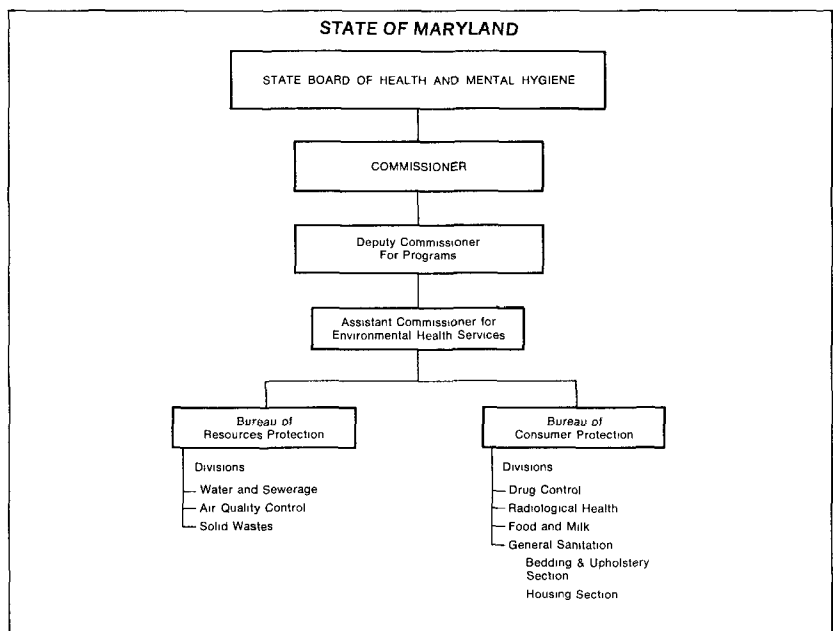 STATE OF MARYLAND
STATE BOARD OF HEALTH AND MENTAL HYGIENE
COMMISSIONER
Deputy Commissioner
For Programs
Assistant Commissioner for
Environmental Health Services
Bureau of
Resources Protection
Divisions
Water and Sewerage
Air Quality Control
Solid Wastes
Bureau of
Consumer Protection
Divisions
Drug Control
Radiological Health
Food and Milk
General Sanitation
Bedding & Upholstery
Section
Housing Section